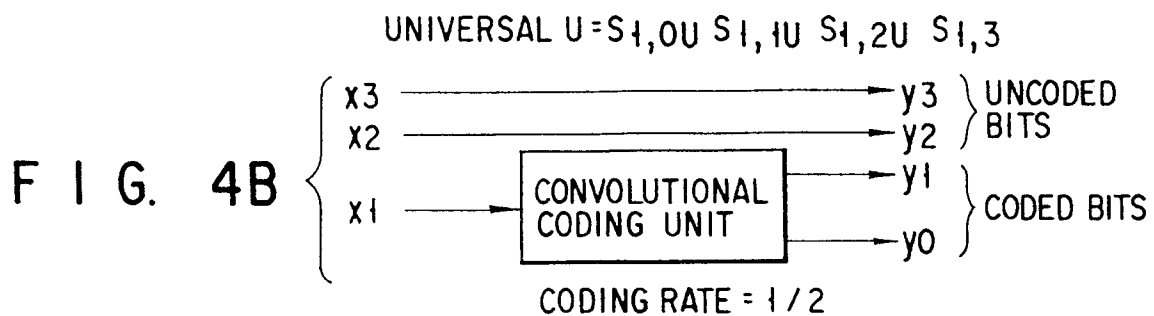 UNIVERSAL U=S1,0U S1,1U S1,2U S1,3
x3 y3 UNCODED
x2 y2 BITS
FIG. 4B
x1 CONVOLUTIONAL CODING UNIT y1
y0 CODED BITS
CODING RATE = 1/2